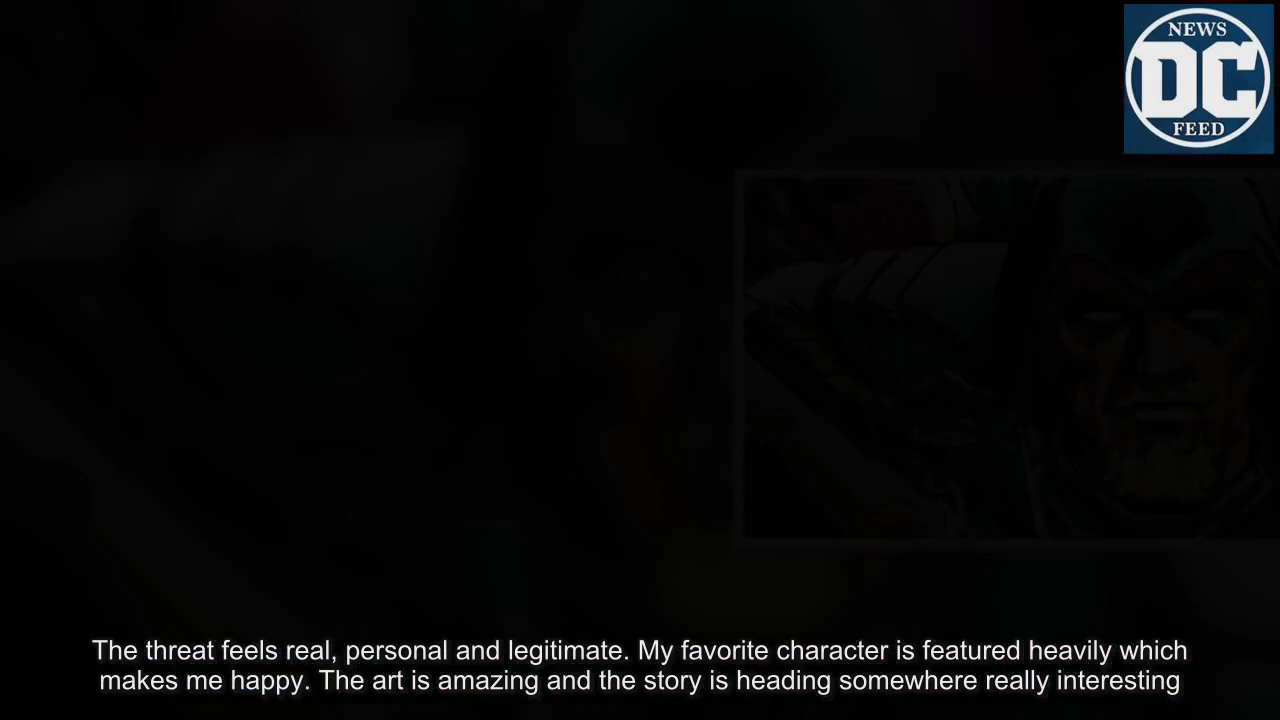 NEWS
DC
FEED
The threat feels real, personal and legitimate. My favorite character is featured heavily which
makes me happy. The art is amazing and the story is heading somewhere really interesting